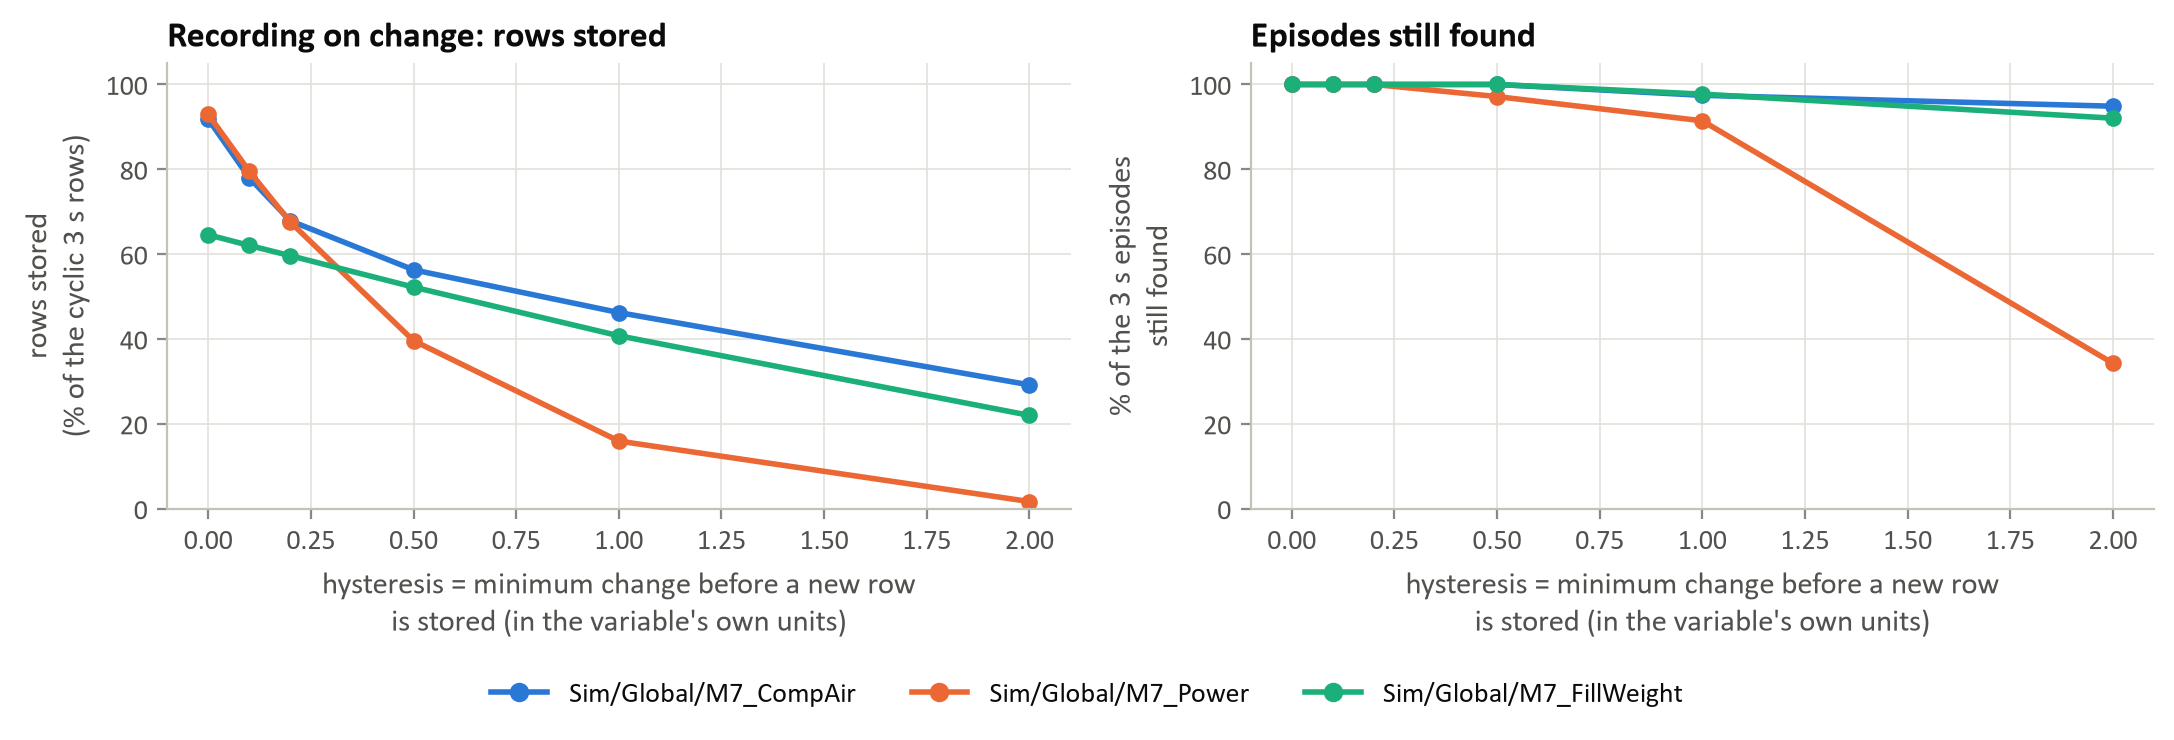 Recording on change: rows stored
rows stored
(% of the cyclic 3 s rows)
100
80
60
40
20
0
0.00 0.25 0.50 0.75 1.00 1.25 1.50 1.75 2.00
hysteresis = minimum change before a new row
is stored (in the variable's own units)
Episodes still found
% of the 3 s episodes
still found
100
80
60
40
20
0
0.00 0.25 0.50 0.75 1.00 1.25 1.50 1.75 2.00
hysteresis = minimum change before a new row
is stored (in the variable's own units)
Sim/Global/M7_CompAir Sim/Global/M7_Power Sim/Global/M7_FillWeight